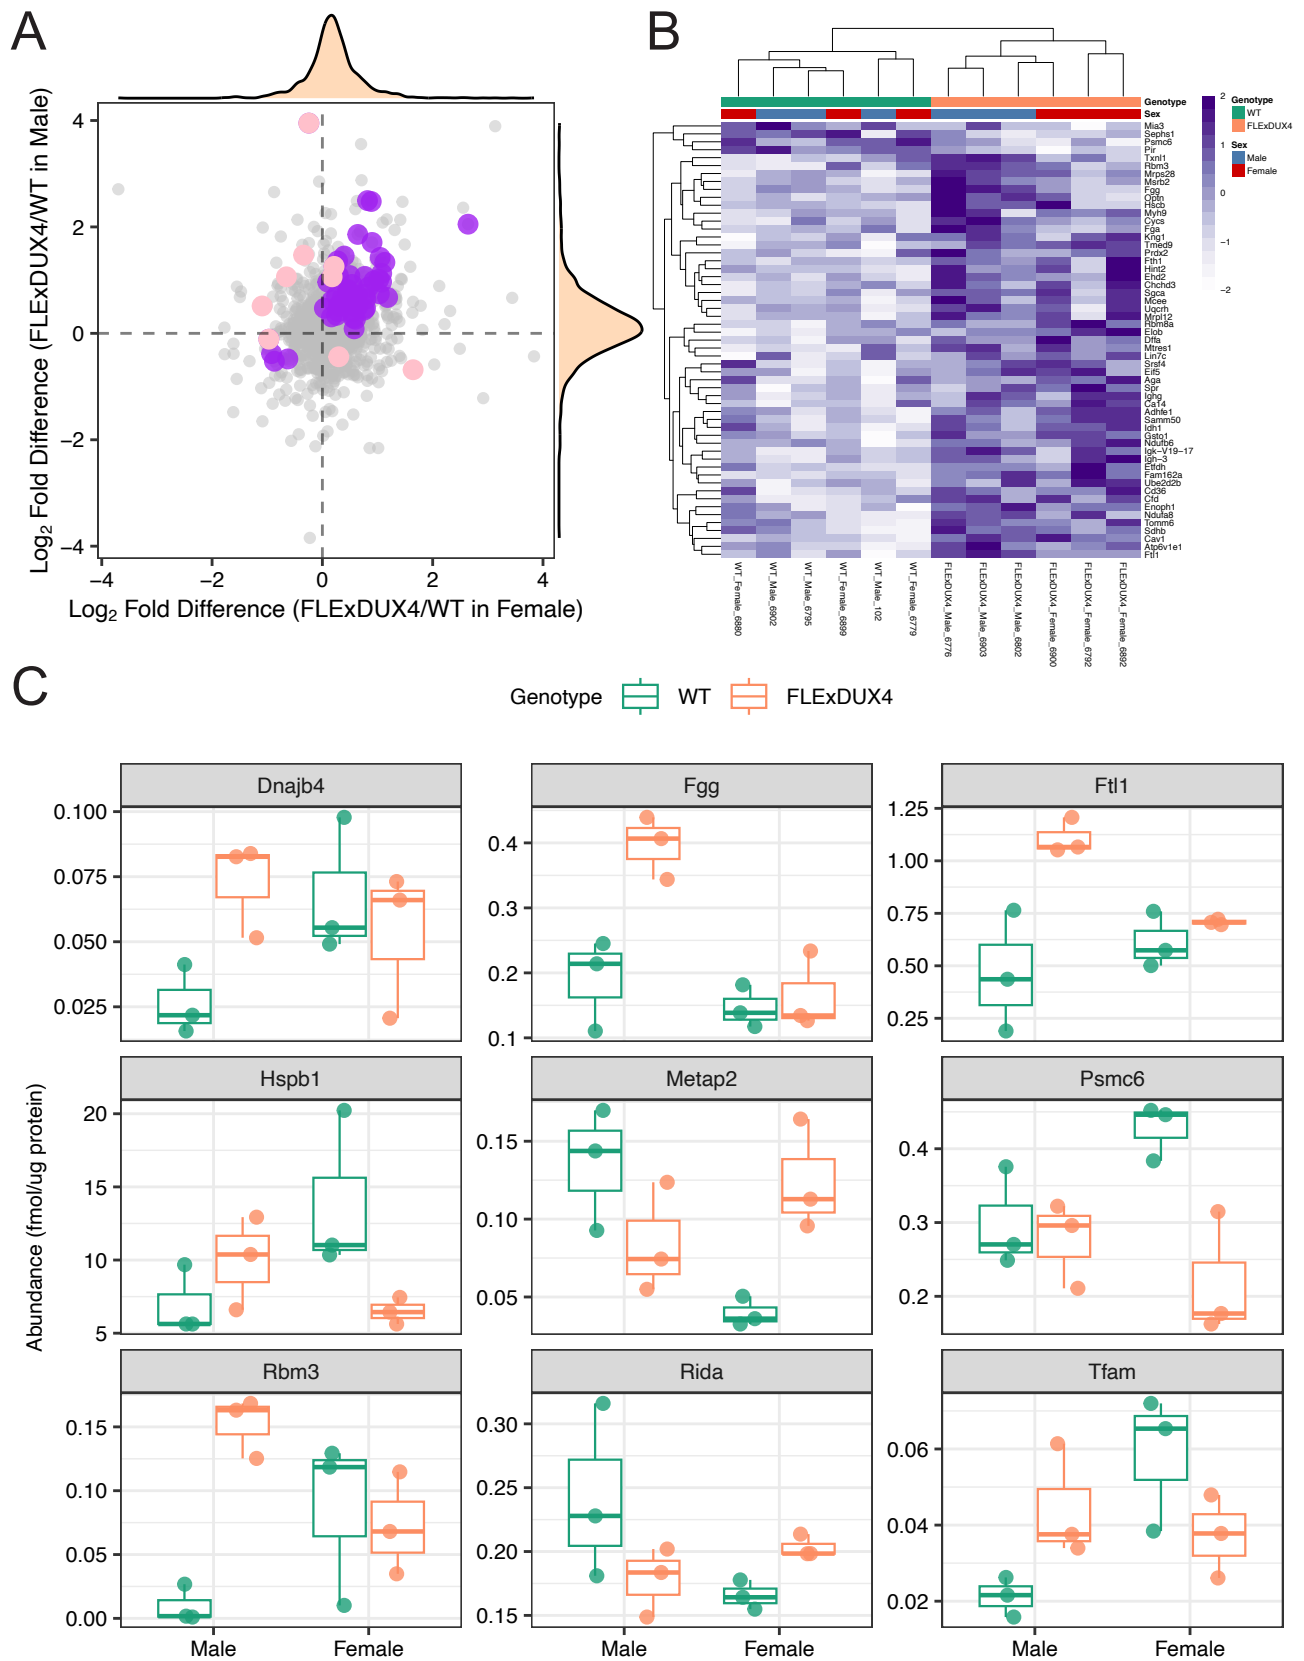 A
B
4
2
0
−2
−4
−4
−2
0
2
4
Log2 Fold Difference (FLExDUX4/WT in Male)
Log2 Fold Difference (FLExDUX4/WT in Female)
Genotype
Sex
Mia3
Sephs1
Psmc6
Pir
Txnl1
Rbm3
Mrps28
Msrb2
Fgg
Optn
Hscb
Myh9
Cycs
Fga
Kng1
Tmed9
Prdx2
Fth1
Hint2
Ehd2
Chchd3
Sgca
Mcee
Uqcrh
Mrpl12
Rbm8a
Elob
Dffa
Mtres1
Lin7c
Srsf4
Eif5
Aga
Spr
Ighg
Ca14
Adhfe1
Samm50
Idh1
Gsto1
Ndufb6
Igk−V19−17
Igh−3
Etfdh
Fam162a
Ube2d2b
Cd36
Cfd
Enoph1
Ndufa8
Tomm6
Sdhb
Cav1
Atp6v1e1
Ftl1
WT_Female_6880
WT_Male_6902
WT_Male_6795
WT_Female_6899
WT_Male_102
WT_Female_6779
FLExDUX4_Male_6776
FLExDUX4_Male_6903
FLExDUX4_Male_6802
FLExDUX4_Female_6900
FLExDUX4_Female_6792
FLExDUX4_Female_6892
2
1
0
−1
−2
Genotype
WT
FLExDUX4
Sex
Male
Female
C
Genotype WT FLExDUX4
Abundance (fmol/ug protein)
Dnajb4
0.100
0.075
0.050
0.025
Fgg
0.4
0.3
0.2
0.1
Ftl1
1.25
1.00
0.75
0.50
0.25
Hspb1
20
15
10
5
Metap2
0.15
0.10
0.05
Psmc6
0.4
0.3
0.2
Rbm3
0.15
0.10
0.05
0.00
Rida
0.30
0.25
0.20
0.15
Tfam
0.06
0.04
0.02
Male Female
Male Female
Male Female